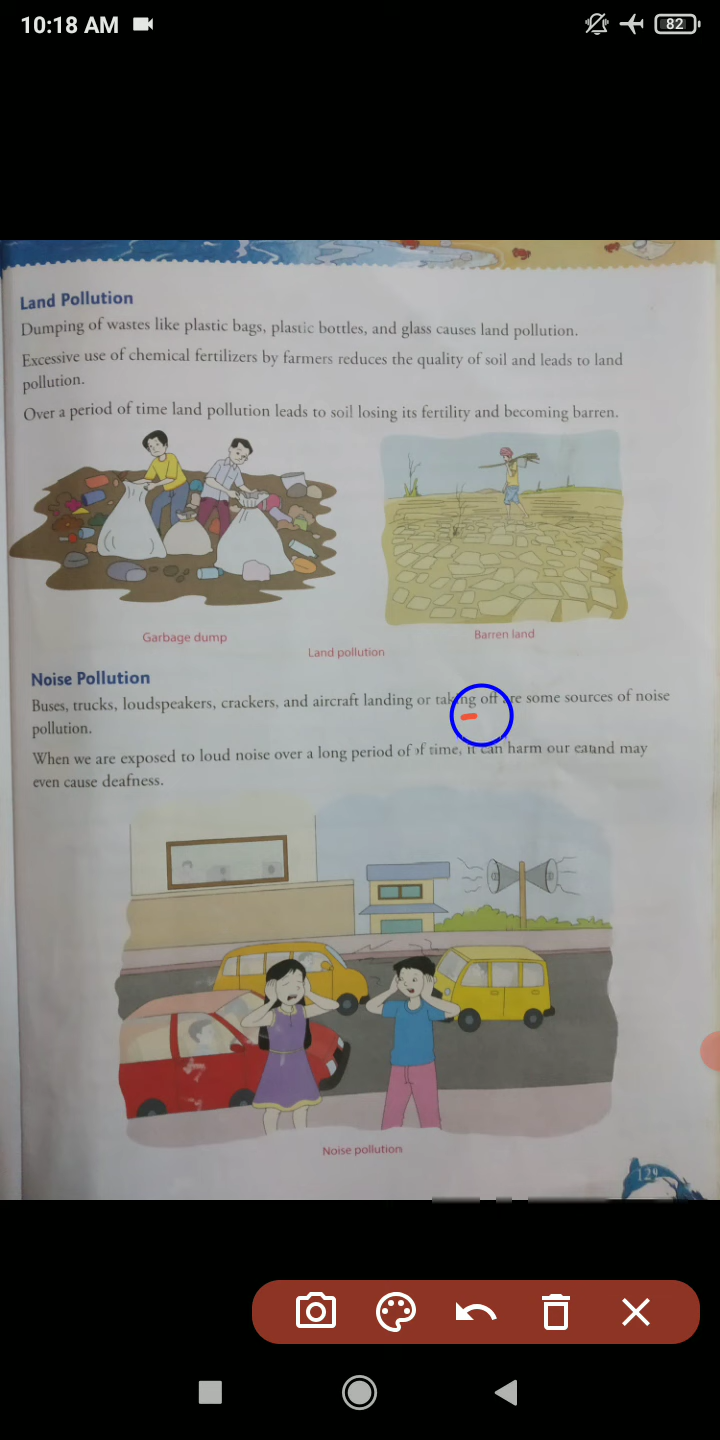 10:18 AM
82
Land Pollution
Dumping of wastes like plastic bags, plastic bottles, and glass causes land pollution.
Excessive use of chemical fertilizers by farmers reduces the quality of soil and leads to land
pollution.
Over a period of time land pollution leads to soil losing its fertility and becoming barren.
Garbage dump
Barren land
Land pollution
Noise Pollution
Buses, trucks, loudspeakers, crackers, and aircraft landing or taking off are some sources of noise
pollution.
When we are exposed to loud noise over a long period of of time, it can harm our ear and may
even cause deafness.
Noise pollution
129